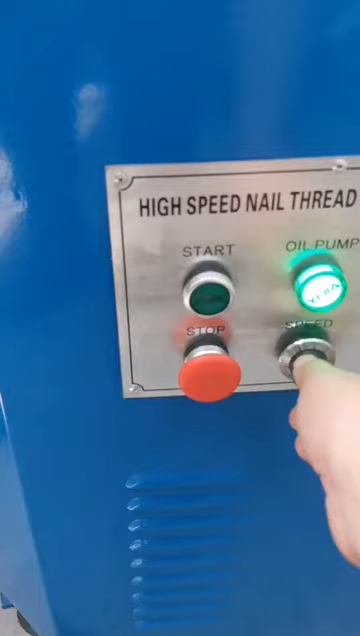 HIGH SPEED NAIL THREAD
START
OIL PUMP
STOP
SPEED